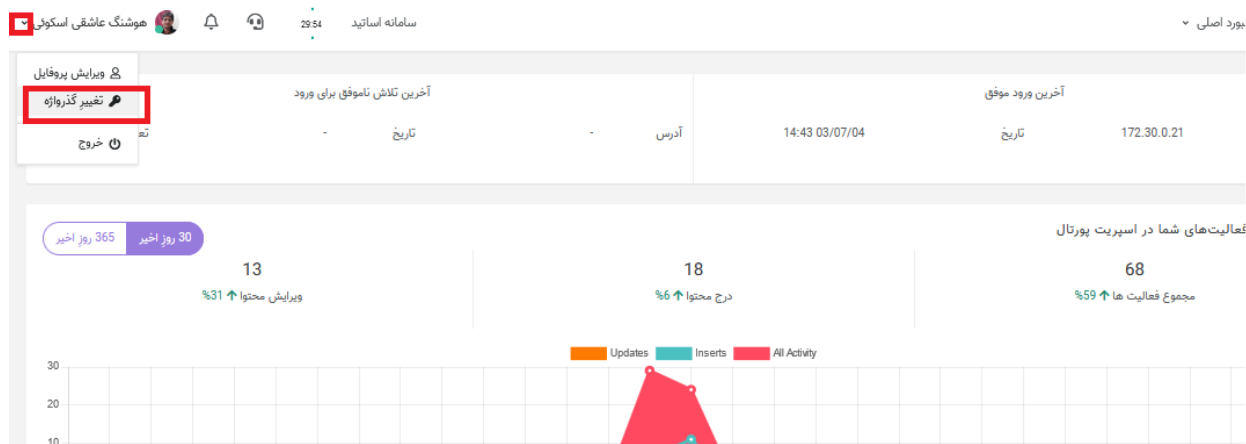 بورد اصلی
سامانه اساتید
29:54
هوشنگ عاشقی اسکوئی
ویرایش پروفایل
تغییر گذرواژه
خروج
آخرین ورود موفق
172.30.0.21
تاریخ
14:43 03/07/04
آخرین تلاش ناموفق برای ورود
آدرس
-
تاریخ
-
تع
فعالیت‌های شما در اسپریت پورتال
30 روز اخیر
365 روز اخیر
68
مجموع فعالیت ها 59%
18
درج محتوا 6%
13
ویرایش محتوا 31%
Updates Inserts All Activity
30
20
10